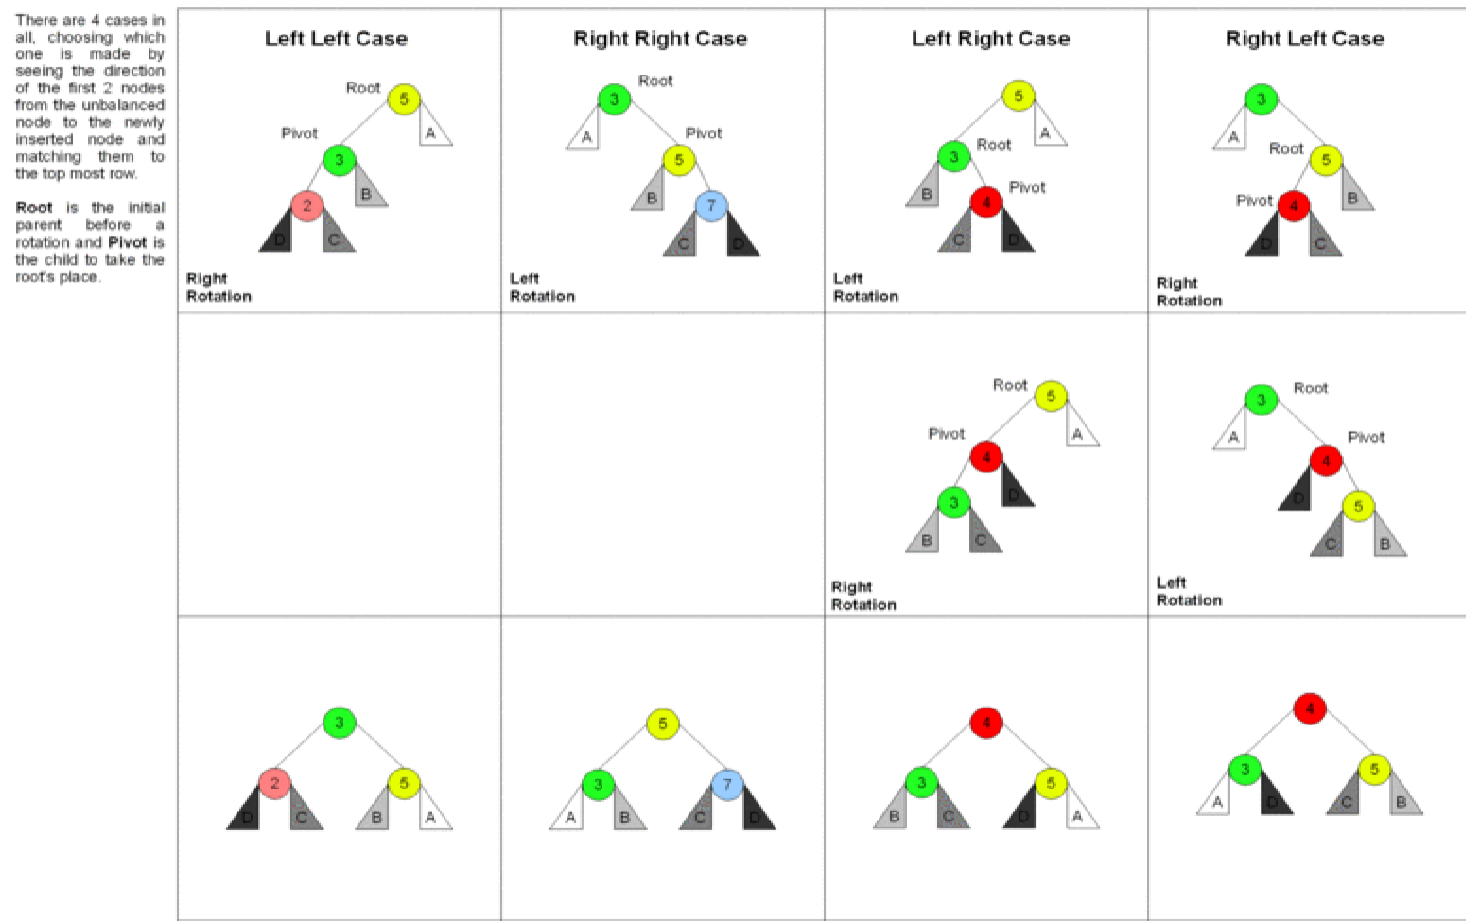 There are 4 cases in
all, choosing which
one is made by
seeing the direction
of the first 2 nodes
from the unbalanced
node to the newly
inserted node and
matching them to
the top most row.
Root is the initial
parent before a
rotation and Pivot is
the child to take the
root's place.
Left Left Case
Root
5
A
Pivot
3
B
2
D
C
Right
Rotation
Right Right Case
Root
3
A
Pivot
5
B
7
C
D
Left
Rotation
Left Right Case
5
A
Root
3
B
Pivot
4
C
D
Left
Rotation
Right Left Case
3
A
Root
5
B
Pivot
4
D
C
Right
Rotation
Root
5
A
Pivot
4
D
3
B
C
Right
Rotation
Root
3
A
Pivot
4
D
5
C
B
Left
Rotation
3
2
5
D
C
B
A
5
3
7
A
B
C
D
4
3
5
B
C
D
A
4
3
5
A
D
C
B